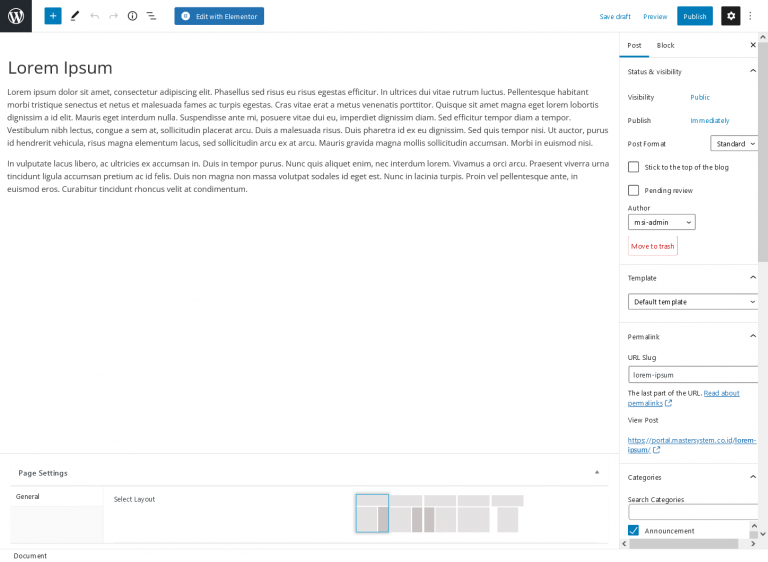 Edit with Elementor
Save draft
Preview
Publish
Lorem Ipsum
Lorem ipsum dolor sit amet, consectetur adipiscing elit. Phasellus sed risus eu risus egestas efficitur. In ultrices dui vitae rutrum luctus. Pellentesque habitant
morbi tristique senectus et netus et malesuada fames ac turpis egestas. Cras vitae erat a metus venenatis porttitor. Quisque sit amet magna eget lorem lobortis
dignissim a id elit. Mauris eget interdum nulla. Suspendisse ante mi, posuere vitae dui eu, imperdiet dignissim diam. Sed efficitur tempor diam a tempor.
Vestibulum nibh lectus, congue a sem at, sollicitudin placerat arcu. Duis a malesuada risus. Duis pharetra id ex eu dignissim. Sed quis tempor nisi. Ut auctor, purus
id hendrerit vehicula, risus magna elementum lacus, sed sollicitudin arcu ex at arcu. Mauris gravida magna mollis sollicitudin accumsan. Morbi in euismod nisi.
In vulputate lacus libero, ac ultricies ex accumsan in. Duis in tempor purus. Nunc quis aliquet enim, nec interdum lorem. Vivamus a orci arcu. Praesent viverra urna
tincidunt ligula accumsan pretium ac id felis. Duis non magna non massa volutpat sodales id eget est. Nunc in lacinia turpis. Proin vel pellentesque ante, in
euismod eros. Curabitur tincidunt rhoncus velit at condimentum.
Page Settings
General
Select Layout
Document
Post
Block
Status & visibility
Visibility
Public
Publish
Immediately
Post Format
Standard
Stick to the top of the blog
Pending review
Author
msi-admin
Move to trash
Template
Default template
Permalink
URL Slug
lorem-ipsum
The last part of the URL. Read about
permalinks
View Post
https://portal.mastersystem.co.id/lorem-
ipsum/
Categories
Search Categories
Announcement